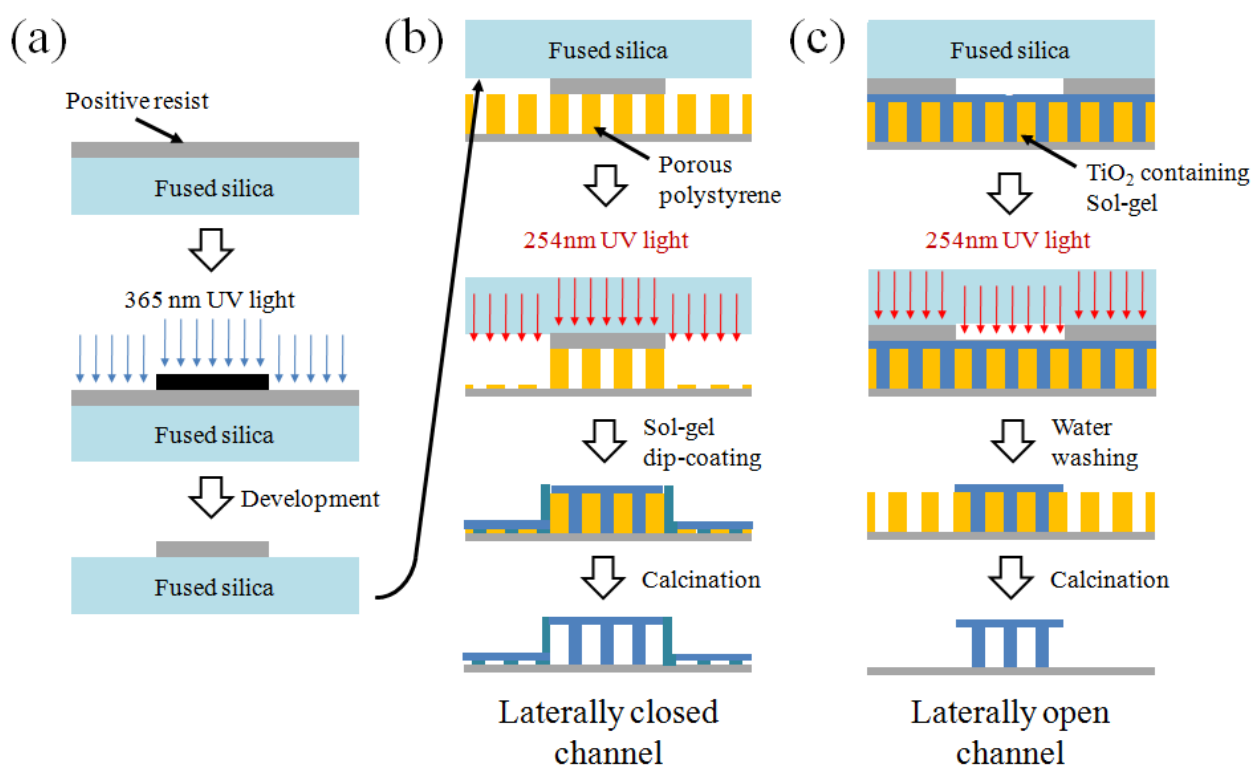 (a)
Positive resist
Fused silica
365 nm UV light
Fused silica
Development
Fused silica
(b)
Fused silica
Porous
polystyrene
254nm UV light
Sol-gel
dip-coating
Calcination
Laterally closed
channel
(c)
Fused silica
TiO₂ containing
Sol-gel
254nm UV light
Water
washing
Calcination
Laterally open
channel